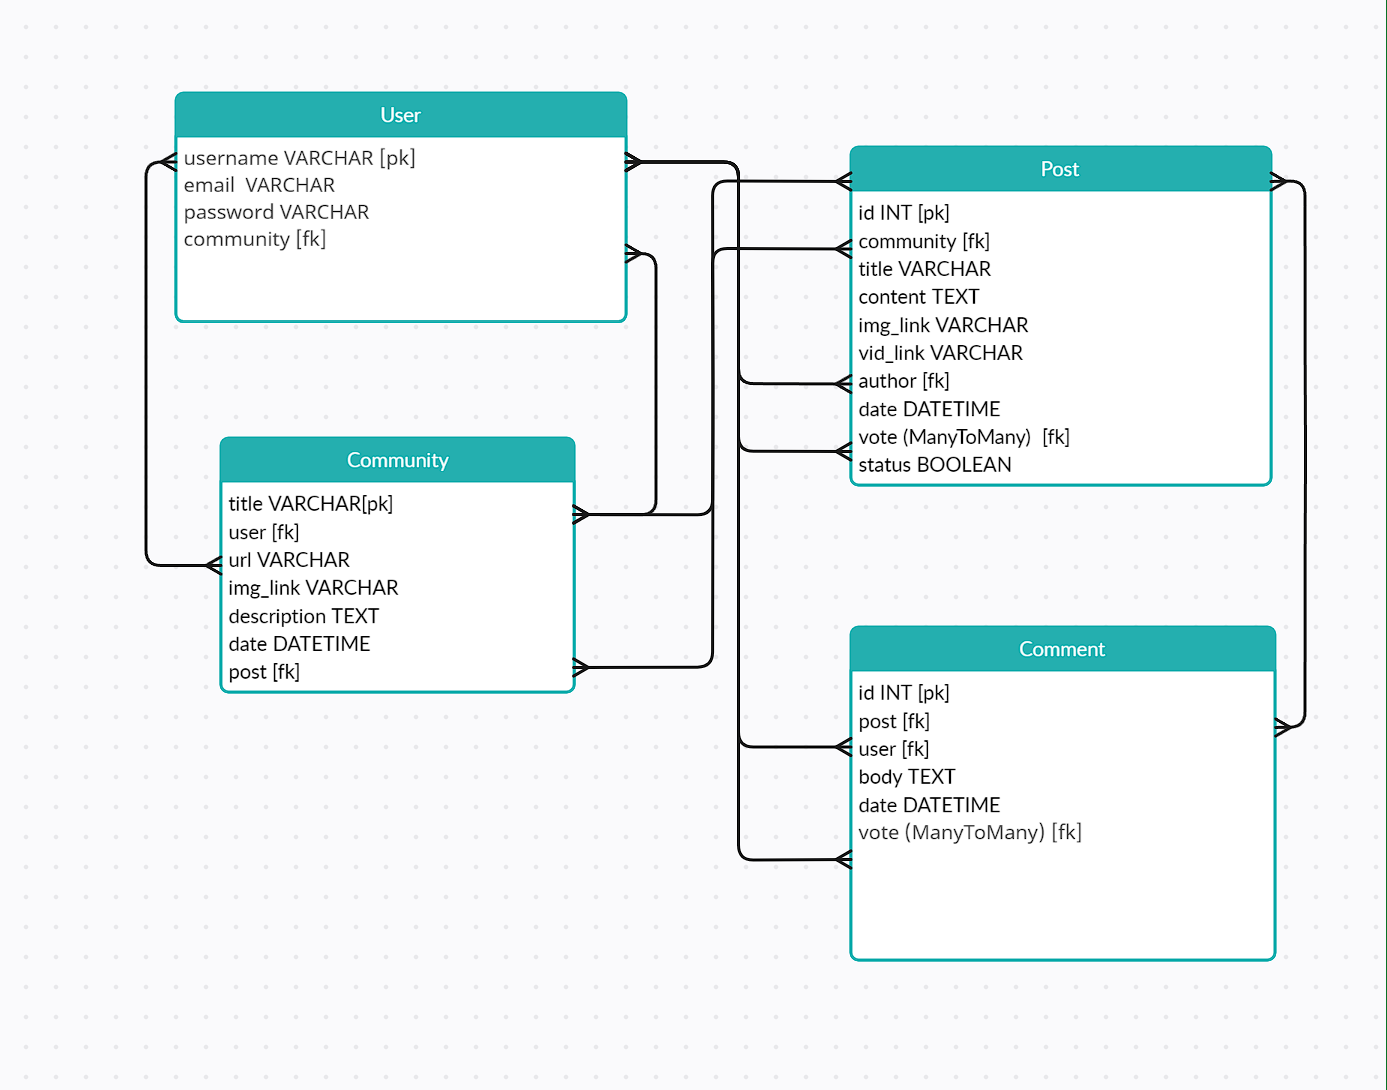 User
username VARCHAR [pk]
email  VARCHAR
password VARCHAR
community [fk]
Post
id INT [pk]
community [fk]
title VARCHAR
content TEXT
img_link VARCHAR
vid_link VARCHAR
author [fk]
date DATETIME
vote (ManyToMany)  [fk]
status BOOLEAN
Community
title VARCHAR[pk]
user [fk]
url VARCHAR
img_link VARCHAR
description TEXT
date DATETIME
post [fk]
Comment
id INT [pk]
post [fk]
user [fk]
body TEXT
date DATETIME
vote (ManyToMany) [fk]